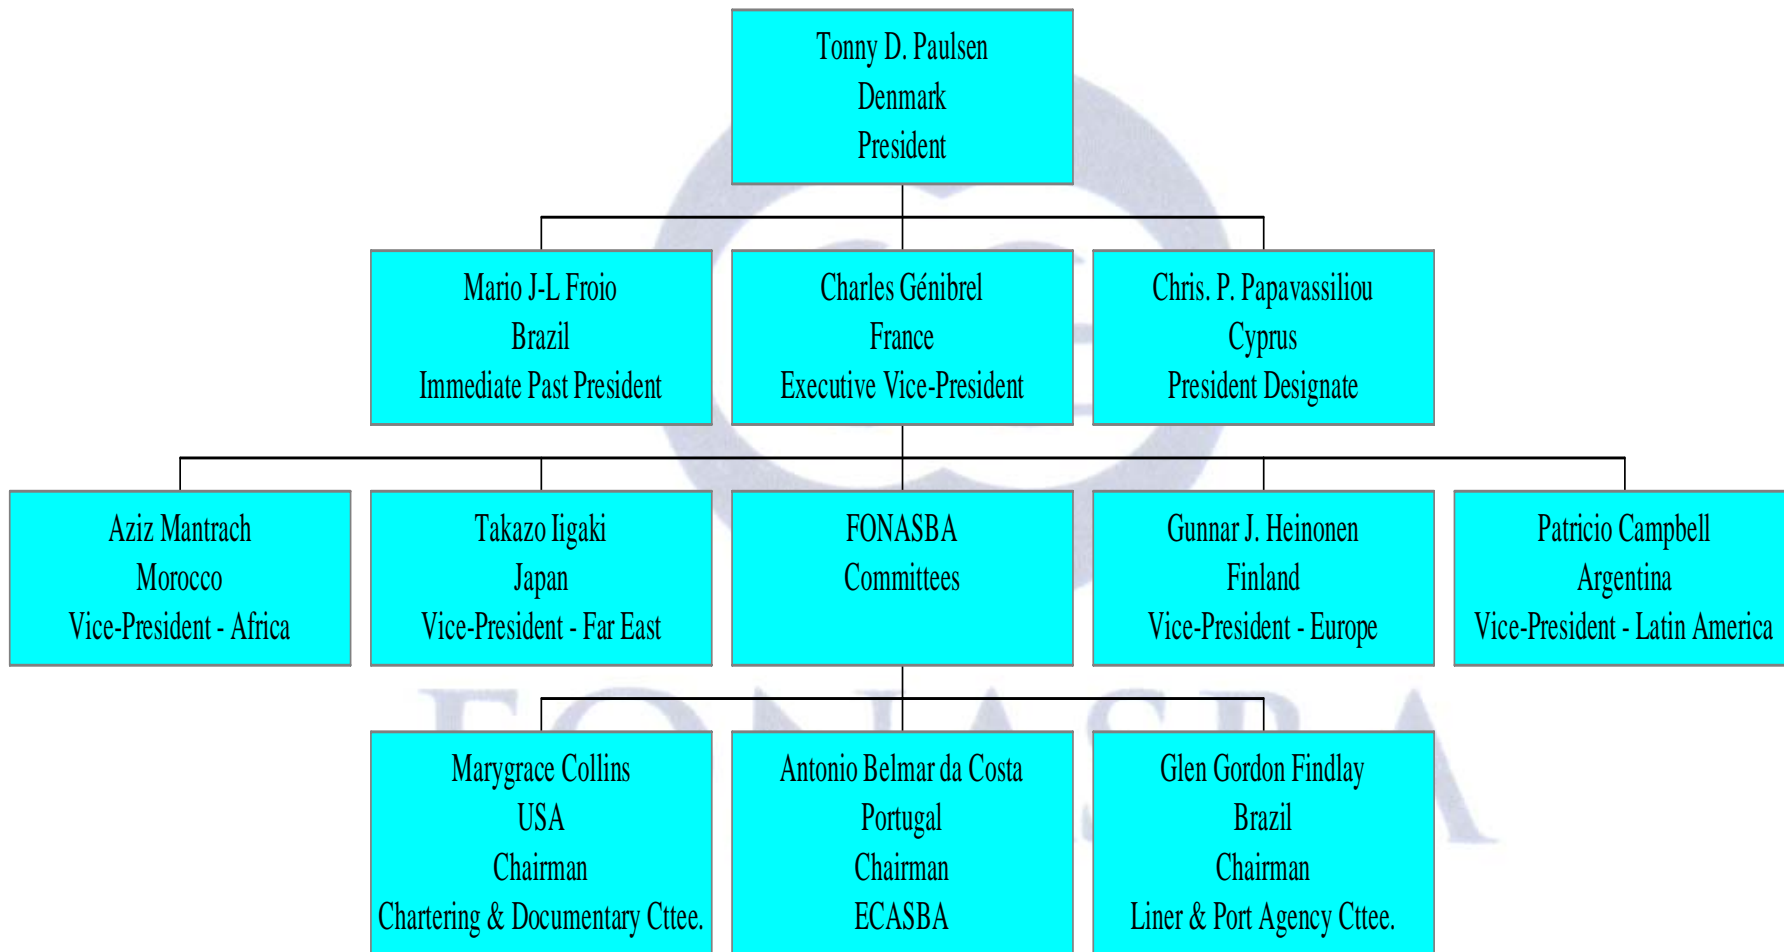 Tonny D. Paulsen
Denmark
President
Mario J-L Froio
Brazil
Immediate Past President
Charles Génibrel
France
Executive Vice-President
Chris. P. Papavassiliou
Cyprus
President Designate
Aziz Mantrach
Morocco
Vice-President - Africa
Takazo Iigaki
Japan
Vice-President - Far East
FONASBA
Committees
Gunnar J. Heinonen
Finland
Vice-President - Europe
Patricio Campbell
Argentina
Vice-President - Latin America
Marygrace Collins
USA
Chairman
Chartering & Documentary Cttee.
Antonio Belmar da Costa
Portugal
Chairman
ECASBA
Glen Gordon Findlay
Brazil
Chairman
Liner & Port Agency Cttee.
FONASBA